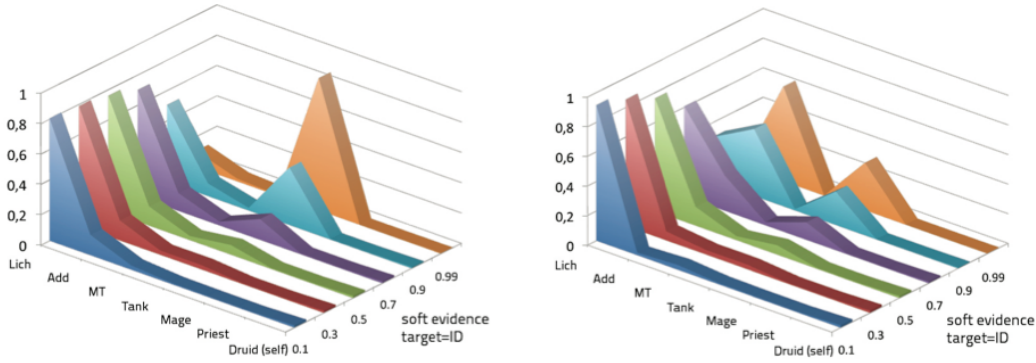 1
0,8
0,6
0,4
0,2
0
Lich
Add
MT
Tank
Mage
Priest
Druid (self)
0.1
0.3
0.5
0.7
0.9
0.99
soft evidence
target=ID
1
0,8
0,6
0,4
0,2
0
Lich
Add
MT
Tank
Mage
Priest
Druid (self)
0.1
0.3
0.5
0.7
0.9
0.99
soft evidence
target=ID